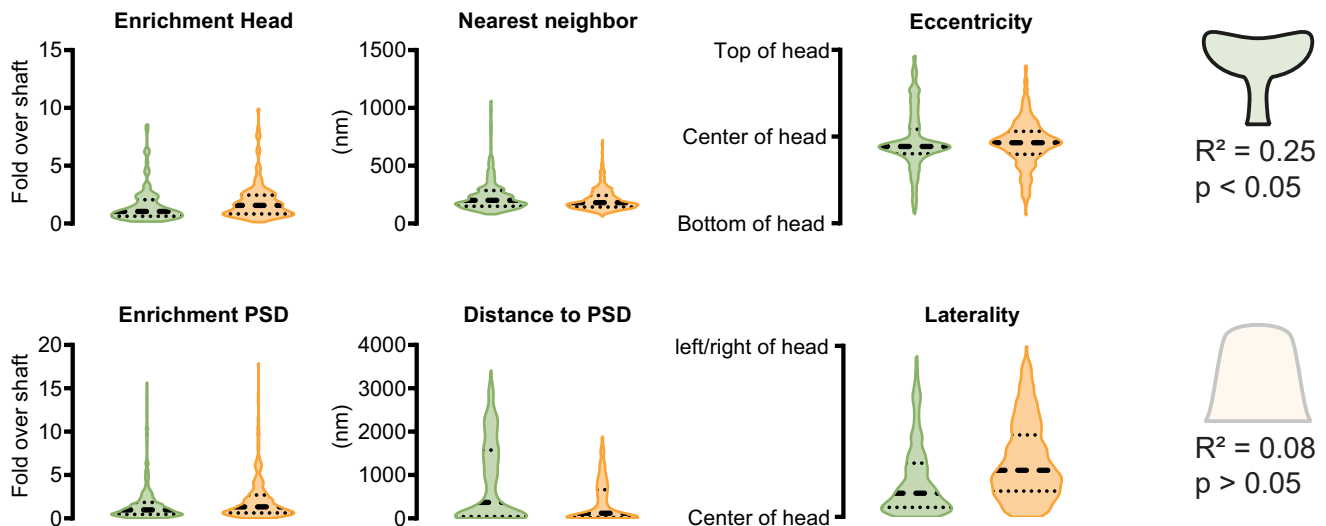 Enrichment Head
Fold over shaft
15
10
5
0
Nearest neighbor
(nm)
1500
1000
500
0
Eccentricity
Top of head
Center of head
Bottom of head
R² = 0.25
p < 0.05
Enrichment PSD
Fold over shaft
20
15
10
5
0
Distance to PSD
(nm)
4000
3000
2000
1000
0
Laterality
left/right of head
Center of head
R² = 0.08
p > 0.05